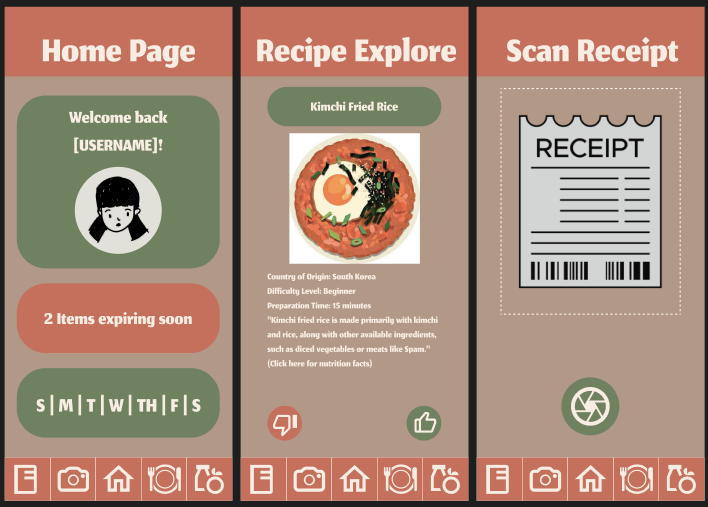 Home Page
Welcome back
[USERNAME]!
2 Items expiring soon
S | M | T | W | TH | F | S
Recipe Explore
Kimchi Fried Rice
Country of Origin: South Korea
Difficulty Level: Beginner
Preparation Time: 15 minutes
"Kimchi fried rice is made primarily with kimchi
and rice, along with other available ingredients,
such as diced vegetables or meats like Spam."
(Click here for nutrition facts)
Scan Receipt
RECEIPT